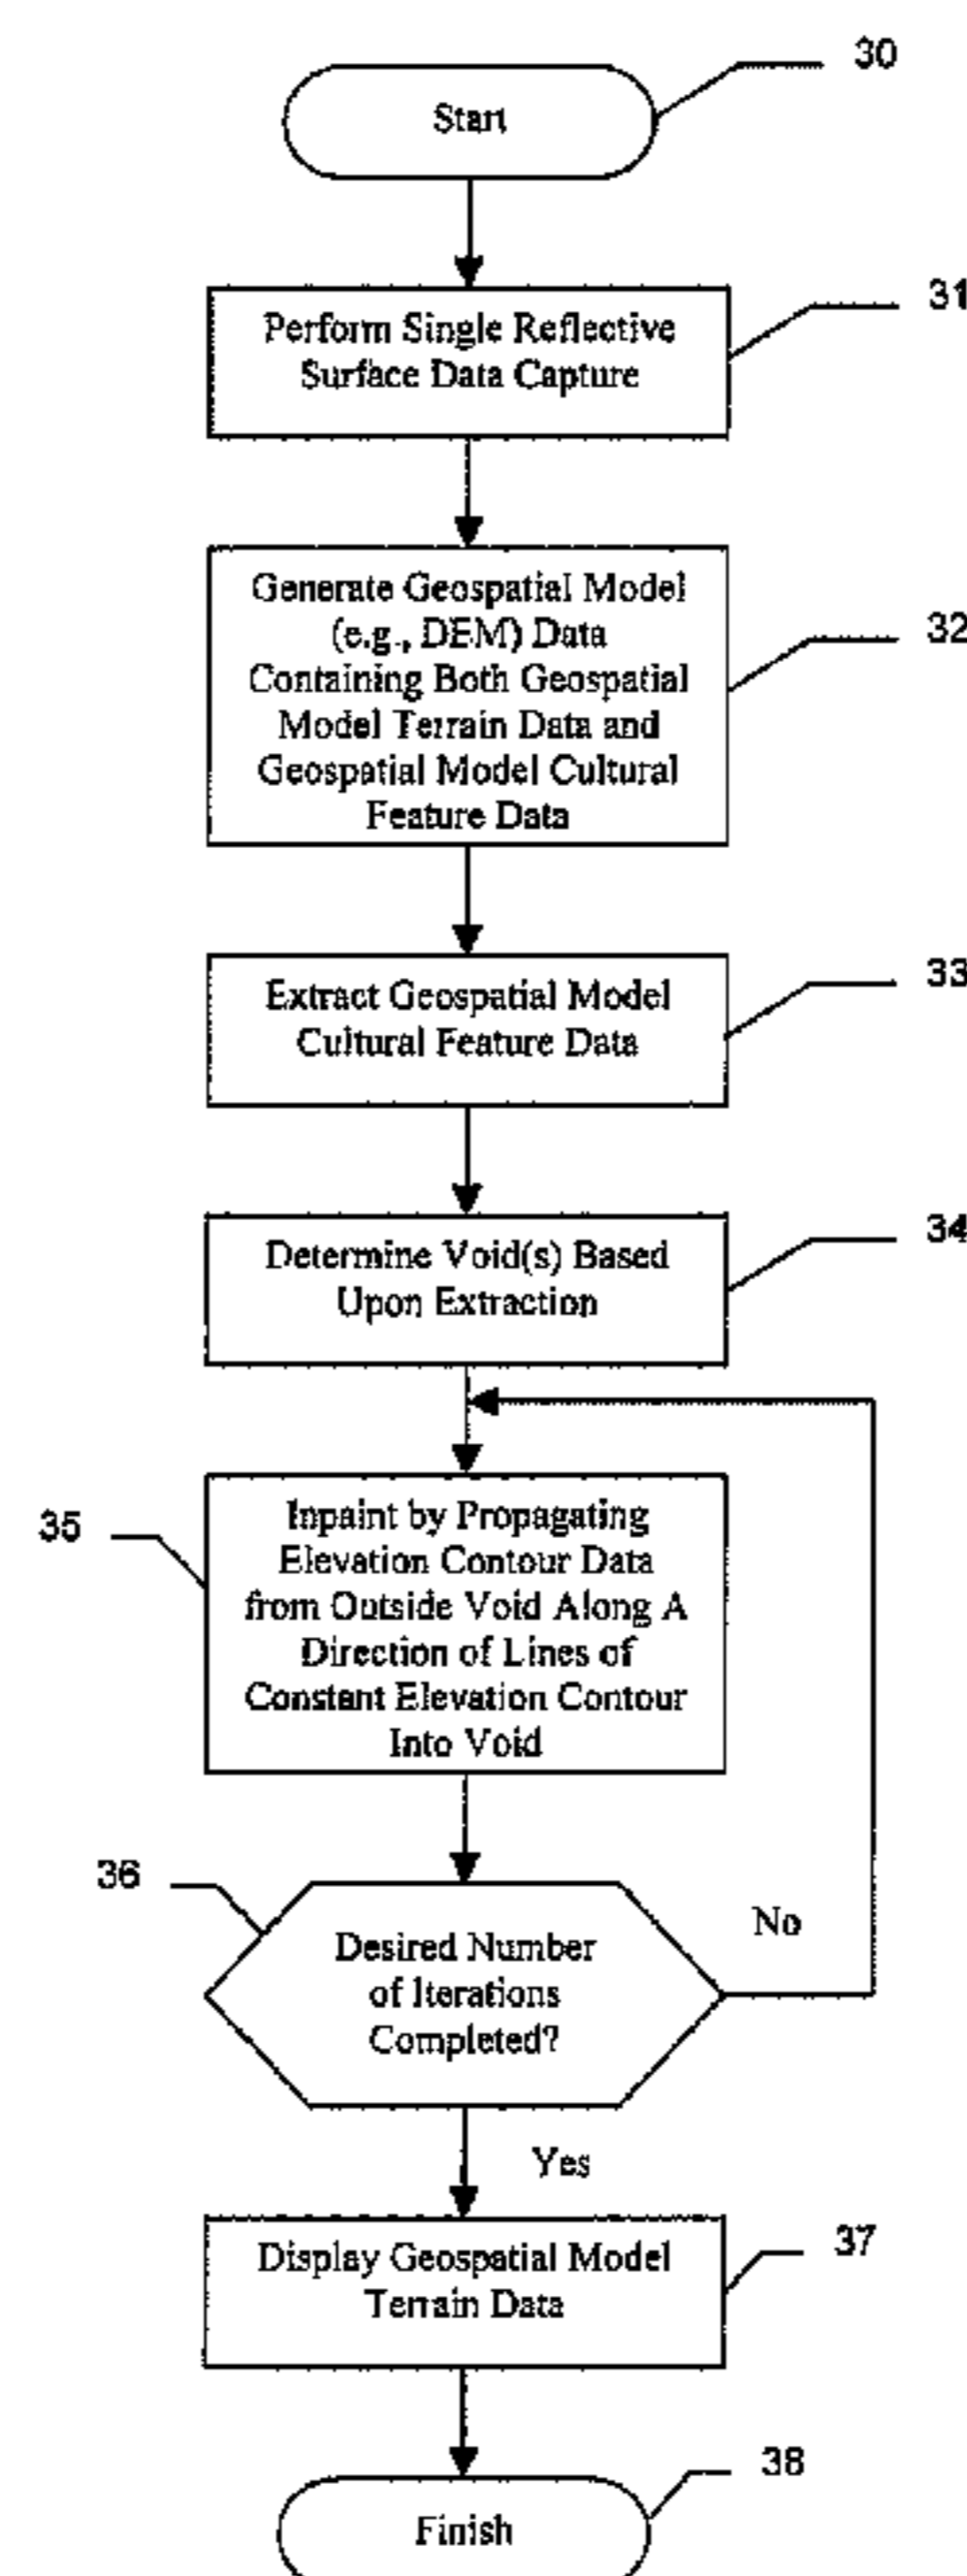 30
Start
31
Perform Single Reflective
Surface Data Capture
32
Generate Geospatial Model
(e.g., DEM) Data
Containing Both Geospatial
Model Terrain Data and
Geospatial Model Cultural
Feature Data
33
Extract Geospatial Model
Cultural Feature Data
34
Determine Void(s) Based
Upon Extraction
35
Inpaint by Propagating
Elevation Contour Data
from Outside Void Along A
Direction of Lines of
Constant Elevation Contour
Into Void
36
Desired Number
of Iterations
Completed?
No
Yes
37
Display Geospatial Model
Terrain Data
38
Finish